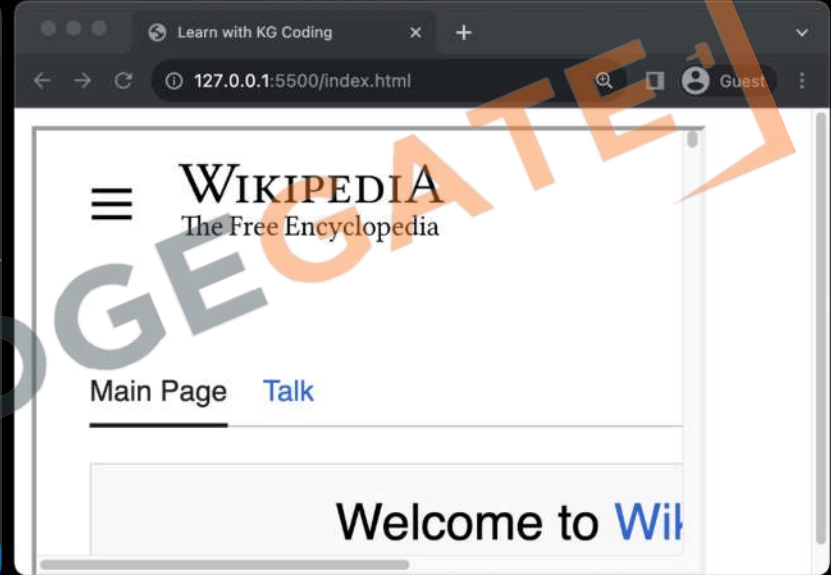 Learn with KG Coding
127.0.0.1:5500/index.html
Guest
WIKIPEDIA
The Free Encyclopedia
Main Page
Talk
Welcome to Wik
OGEGATE